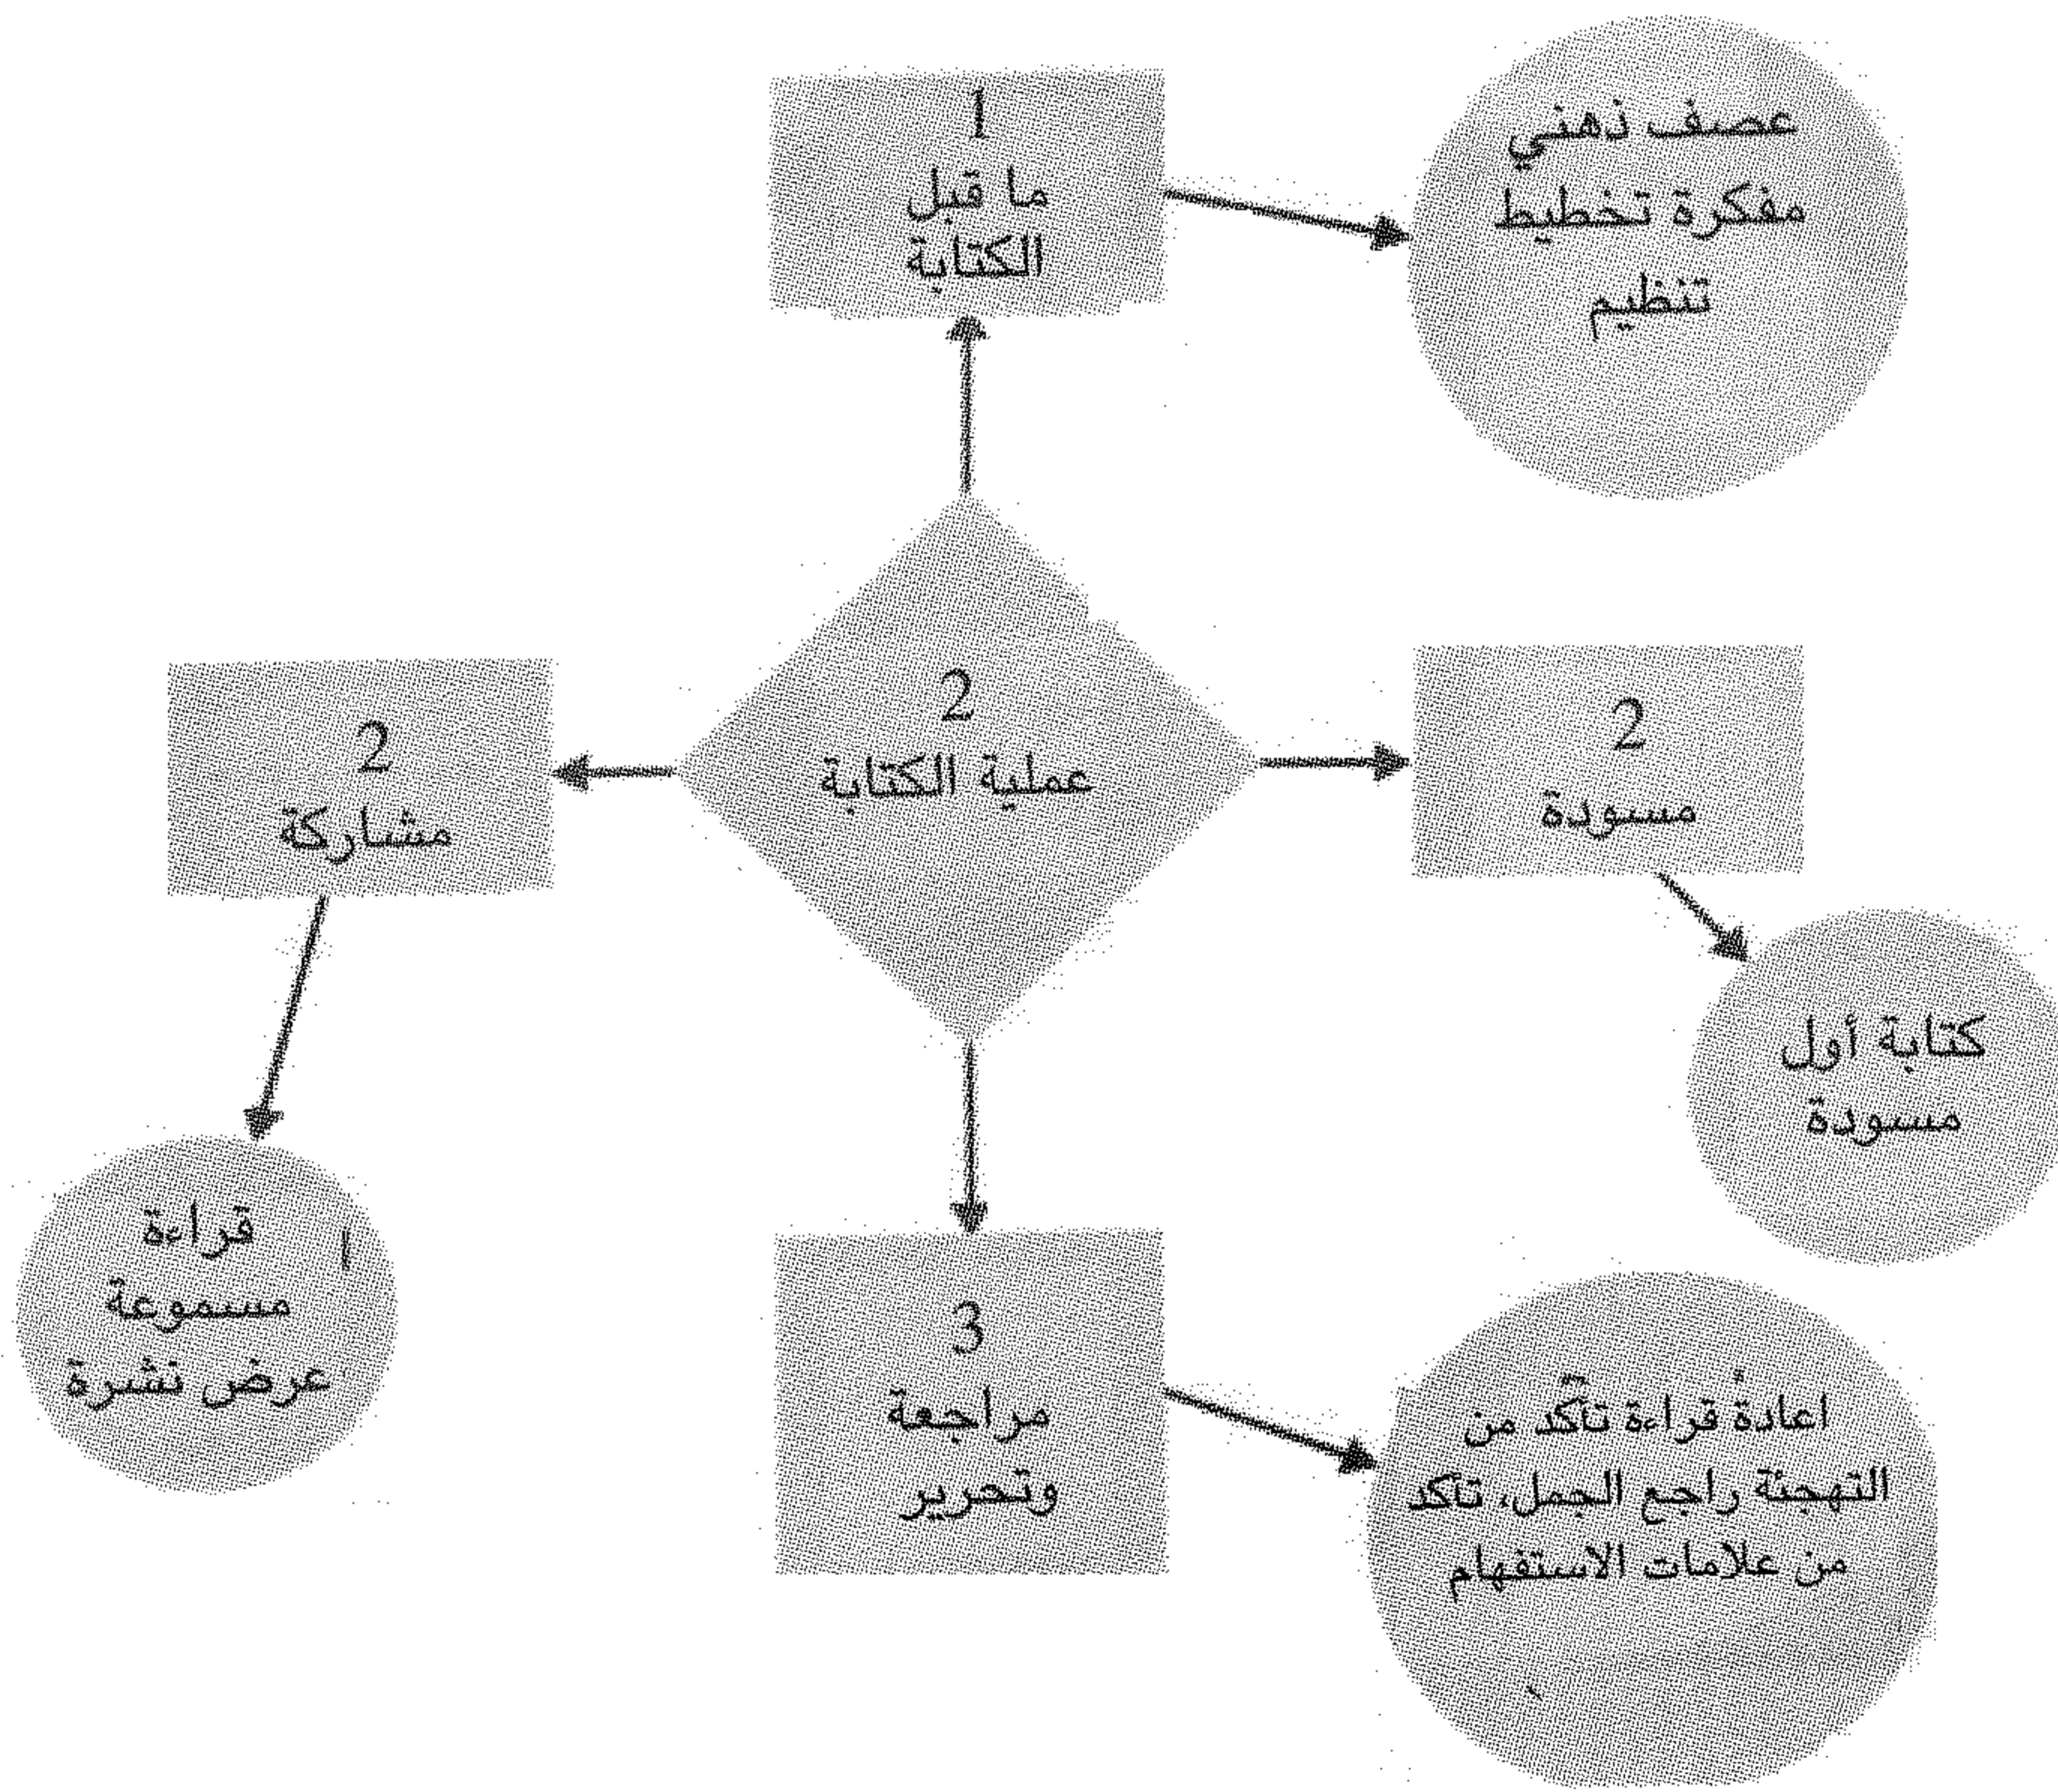 1
ما قبل
الكتابة
عصف ذهني
مفكرة تخطيط
تنظيم
2
عملية الكتابة
2
مسودة
كتابة أول
مسودة
3
مراجعة
وتحرير
اعادة قراءة تأكد من
التهجئة راجع الجمل، تأكد
من علامات الاستفهام
2
مشاركة
قراءة
مسموعة
عرض نشرة